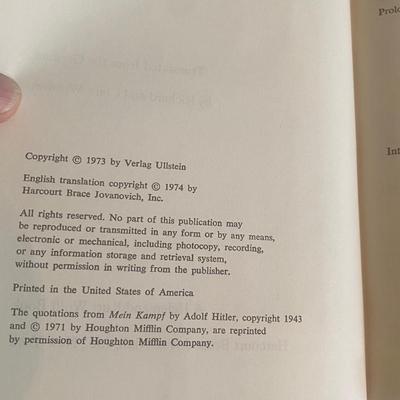 Prolo
Int
Copyright © 1973 by Verlag Ullstein
English translation copyright © 1974 by
Harcourt Brace Jovanovich, Inc.
All rights reserved. No part of this publication may
be reproduced or transmitted in any form or by any means,
electronic or mechanical, including photocopy, recording,
or any information storage and retrieval system,
without permission in writing from the publisher.
Printed in the United States of America
The quotations from Mein Kampf by Adolf Hitler, copyright 1943
and © 1971 by Houghton Mifflin Company, are reprinted
by permission of Houghton Mifflin Company.